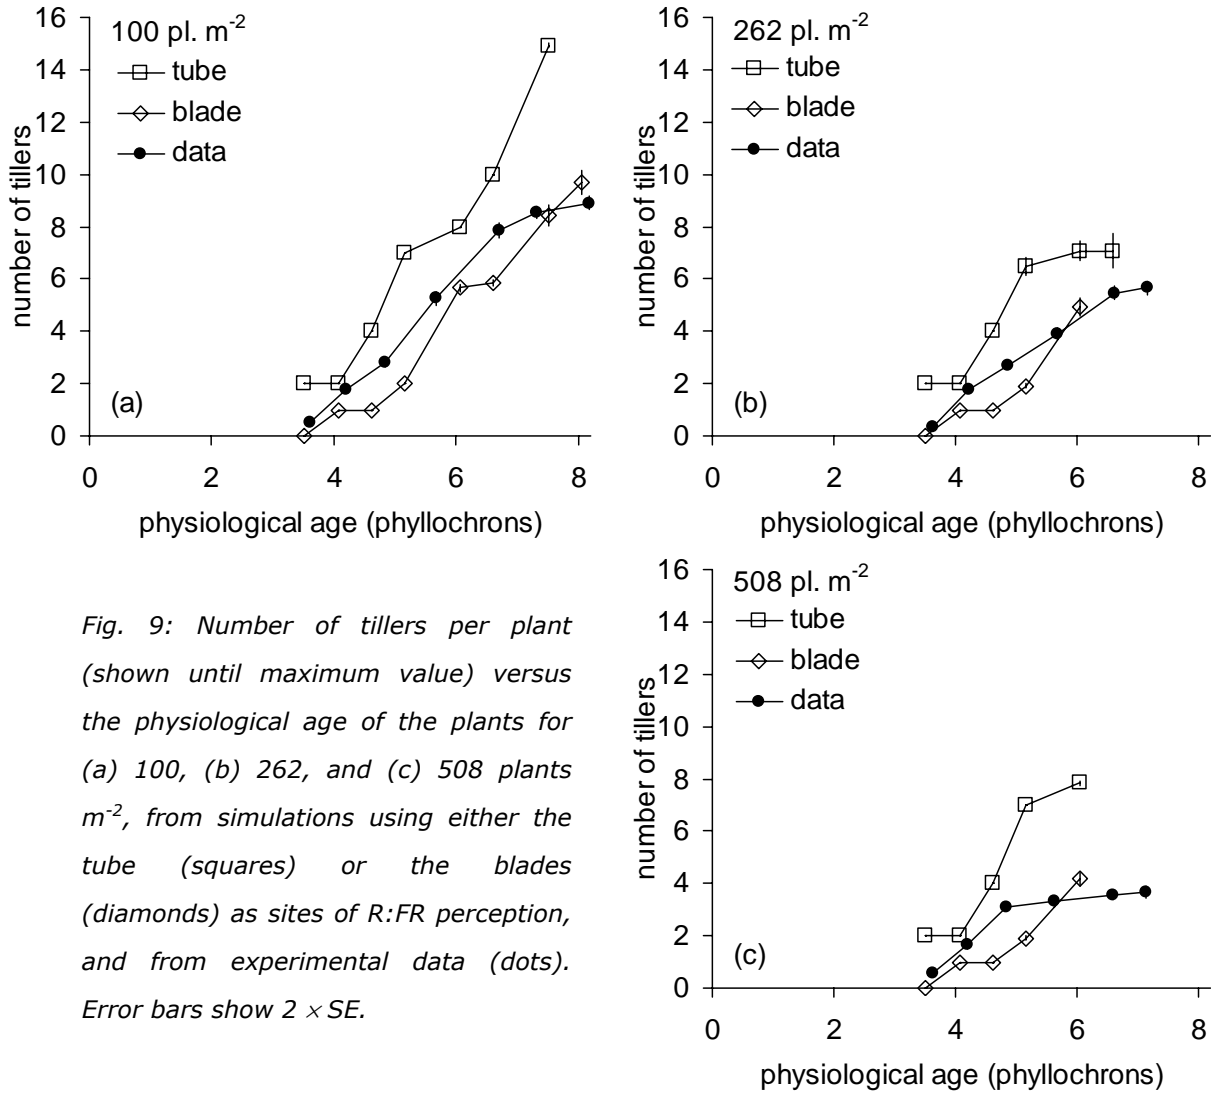 16
14
12
10
8
6
4
2
0
number of tillers
100 pl. m-2
tube
blade
data
(a)
0 2 4 6 8
physiological age (phyllochrons)
16
14
12
10
8
6
4
2
0
number of tillers
262 pl. m-2
tube
blade
data
(b)
0 2 4 6 8
physiological age (phyllochrons)
Fig. 9: Number of tillers per plant
(shown until maximum value) versus
the physiological age of the plants for
(a) 100, (b) 262, and (c) 508 plants
m-2, from simulations using either the
tube (squares) or the blades
(diamonds) as sites of R:FR perception,
and from experimental data (dots).
Error bars show 2 × SE.
16
14
12
10
8
6
4
2
0
number of tillers
508 pl. m-2
tube
blade
data
(c)
0 2 4 6 8
physiological age (phyllochrons)